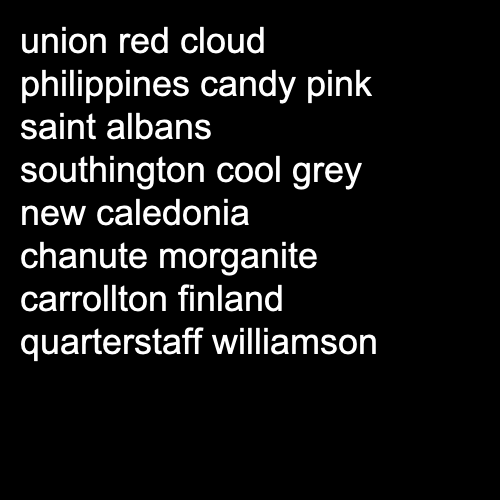 union red cloud
philippines candy pink
saint albans
southington cool grey
new caledonia
chanute morganite
carrollton finland
quarterstaff williamson